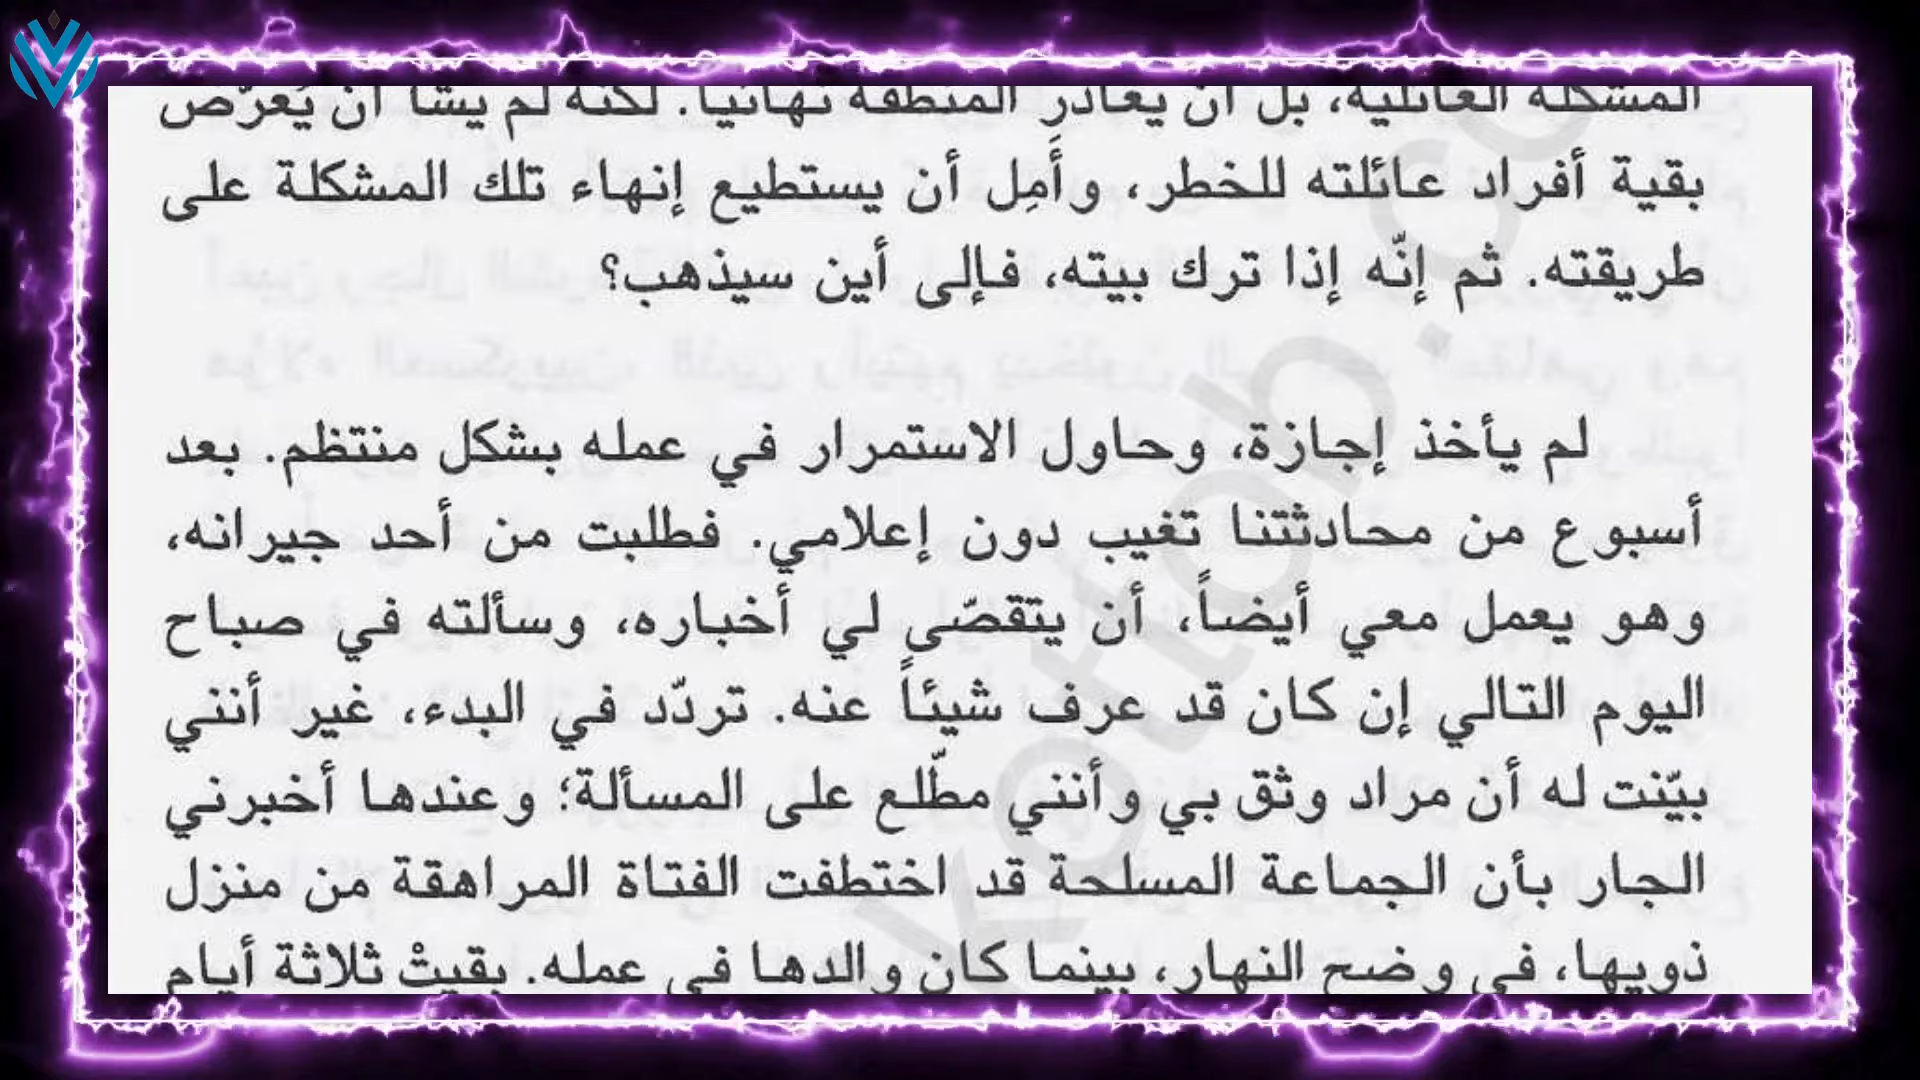 المشكلة العائلية، بل أن يغادر المنطقة نهائياً. لكنه لم يشأ أن يُعرّض
بقية أفراد عائلته للخطر، وأَمِل أن يستطيع إنهاء تلك المشكلة على
طريقته. ثم إنّه إذا ترك بيته، فإلى أين سيذهب؟
لم يأخذ إجازة، وحاول الاستمرار في عمله بشكل منتظم. بعد
أسبوع من محادثتنا تغيب دون إعلامي. فطلبت من أحد جيرانه،
وهو يعمل معي أيضاً، أن يتقصّى لي أخباره، وسألته في صباح
اليوم التالي إن كان قد عرف شيئاً عنه. تردّد في البدء، غير أنني
بيّنت له أن مراد وثق بي وأنني مطّلع على المسألة؛ وعندها أخبرني
الجار بأن الجماعة المسلحة قد اختطفت الفتاة المراهقة من منزل
ذويها، في وضح النهار، بينما كان والدها في عمله. بقيتْ ثلاثة أيام
kottob.co